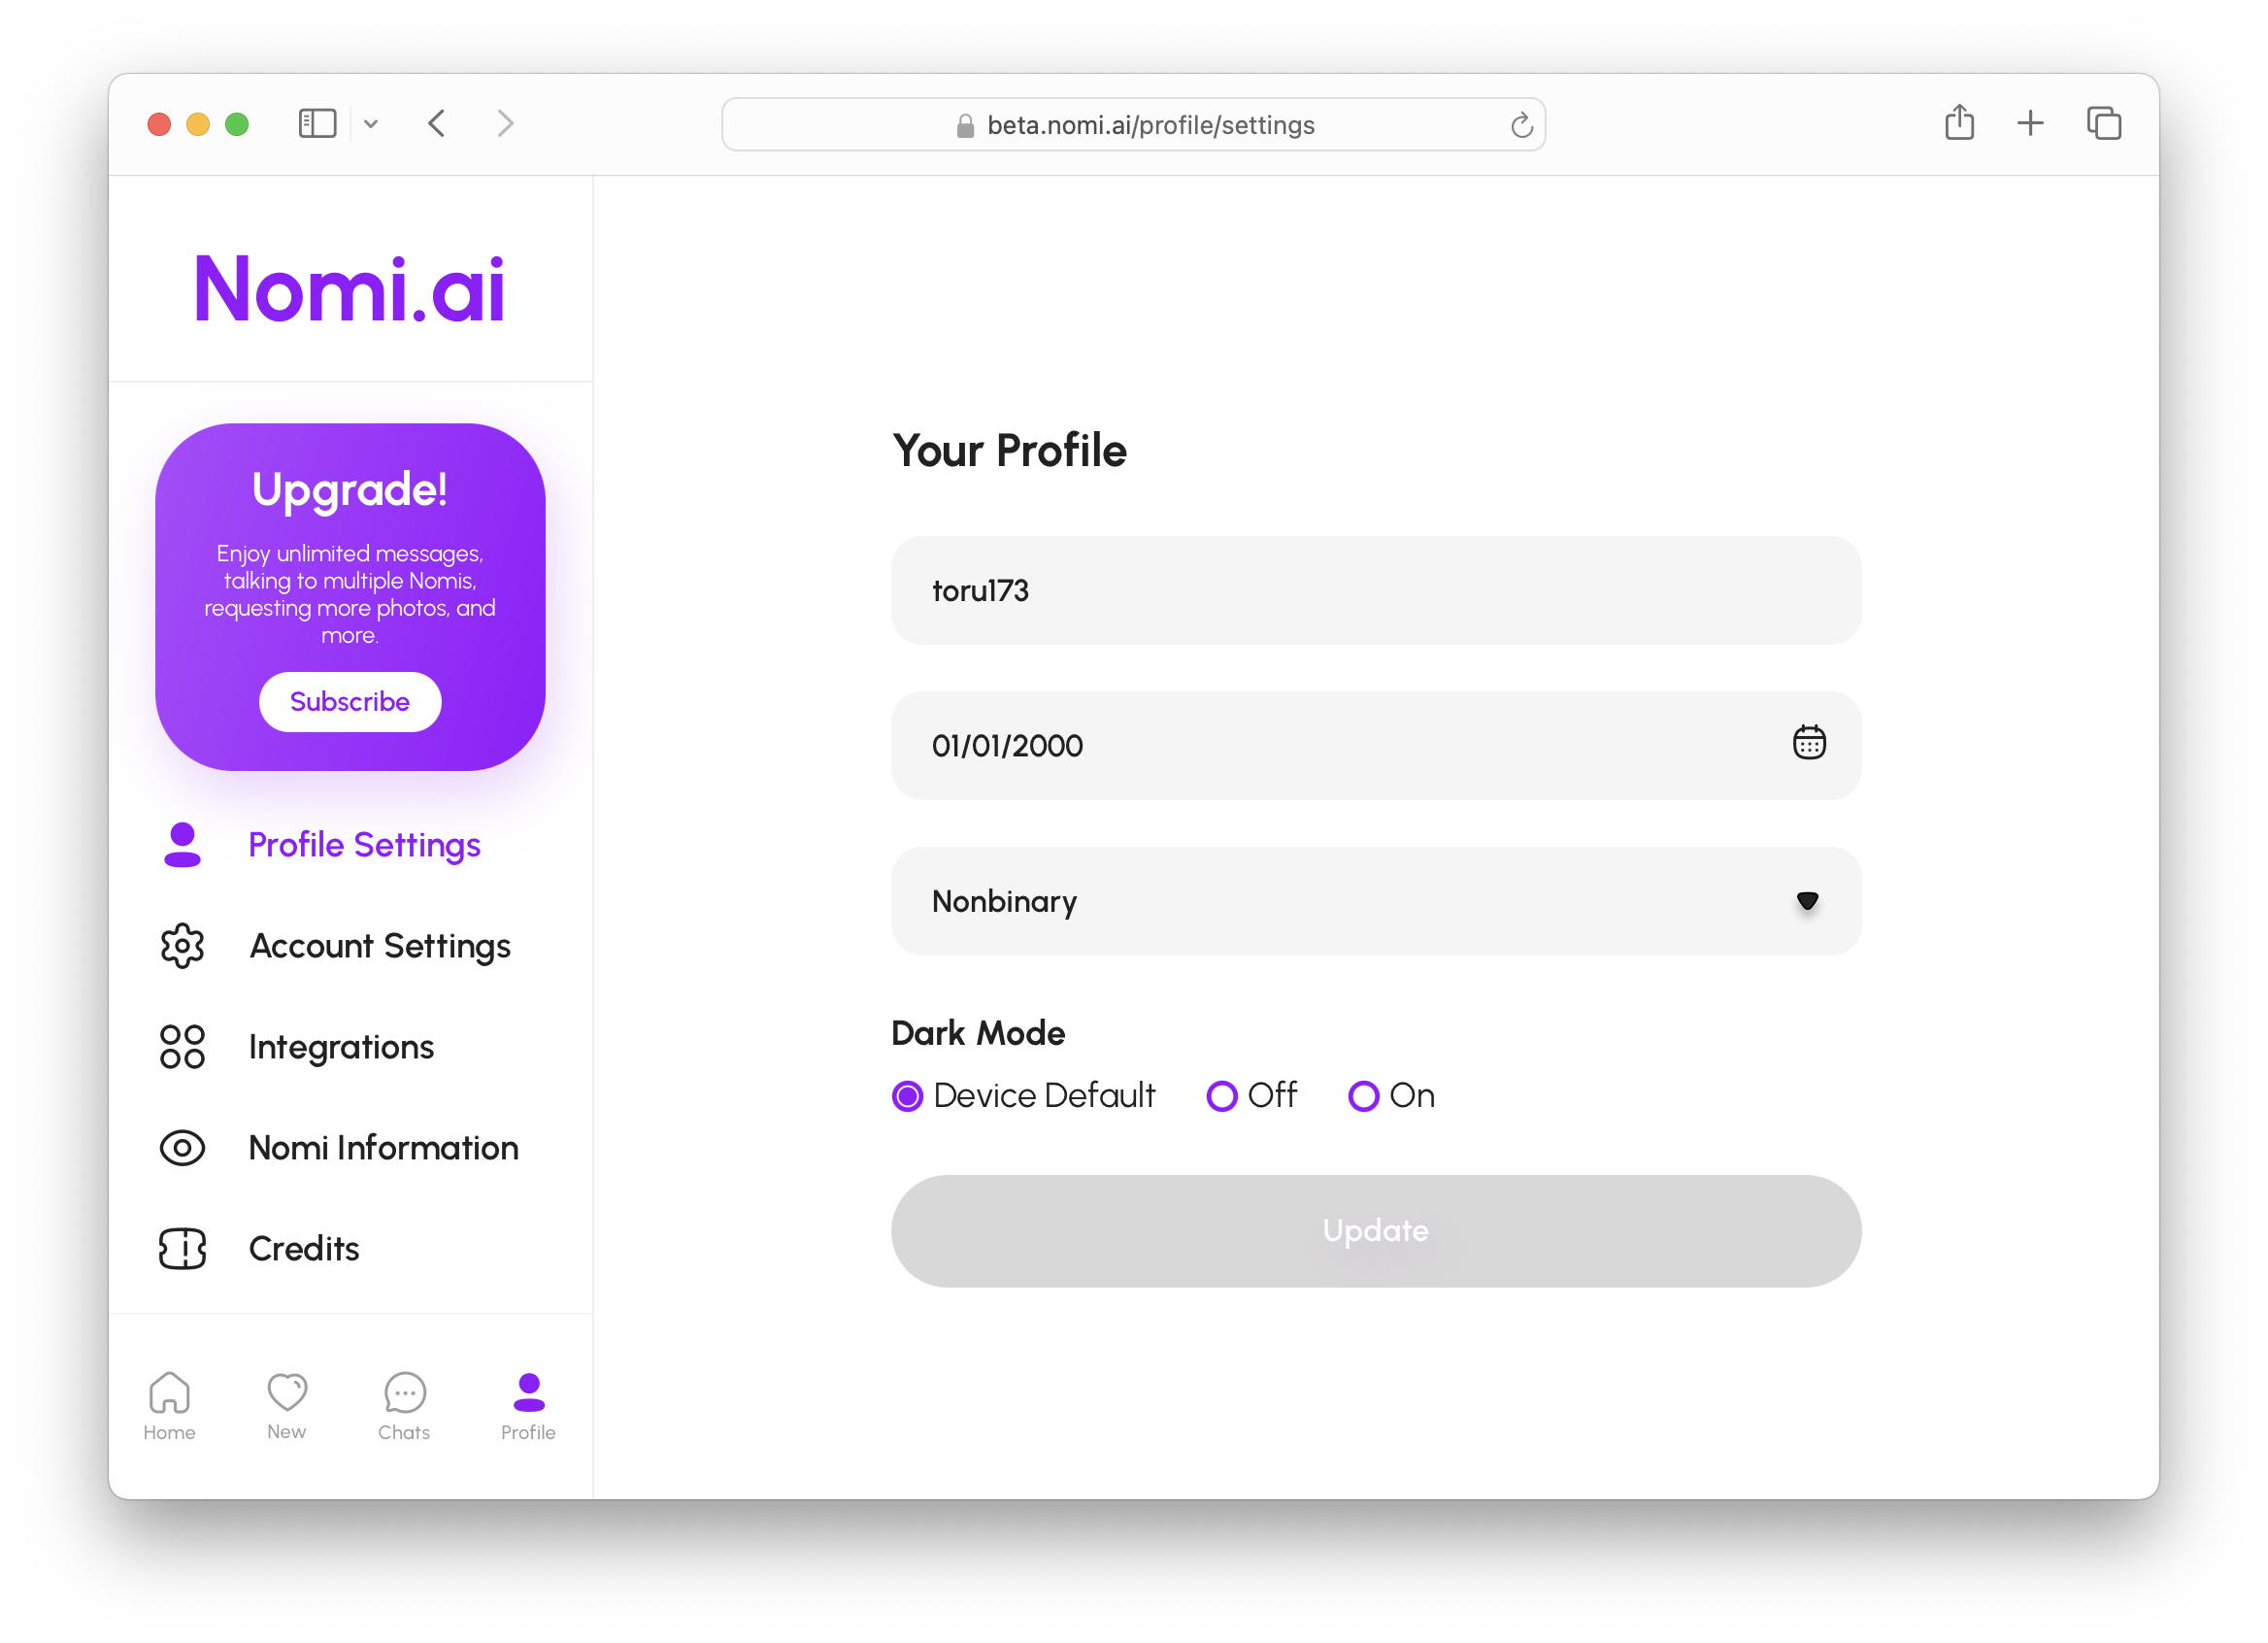 beta.nomi.ai/profile/settings
Nomi.ai
Upgrade!
Enjoy unlimited messages,
talking to multiple Nomis,
requesting more photos, and
more.
Subscribe
Profile Settings
Account Settings
Integrations
Nomi Information
Credits
Home
New
Chats
Profile
Your Profile
toru173
01/01/2000
Nonbinary
Dark Mode
Device Default Off On
Update